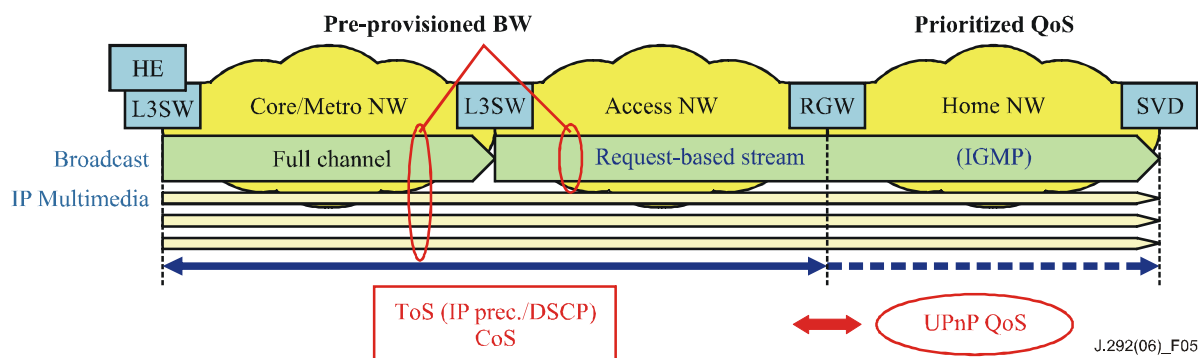 Pre-provisioned BW
Prioritized QoS
HE
L3SW
Core/Metro NW
L3SW
Access NW
RGW
Home NW
SVD
Broadcast
Full channel
Request-based stream
(IGMP)
IP Multimedia
ToS (IP prec./DSCP)
CoS
UPnP QoS
J.292(06)_F05